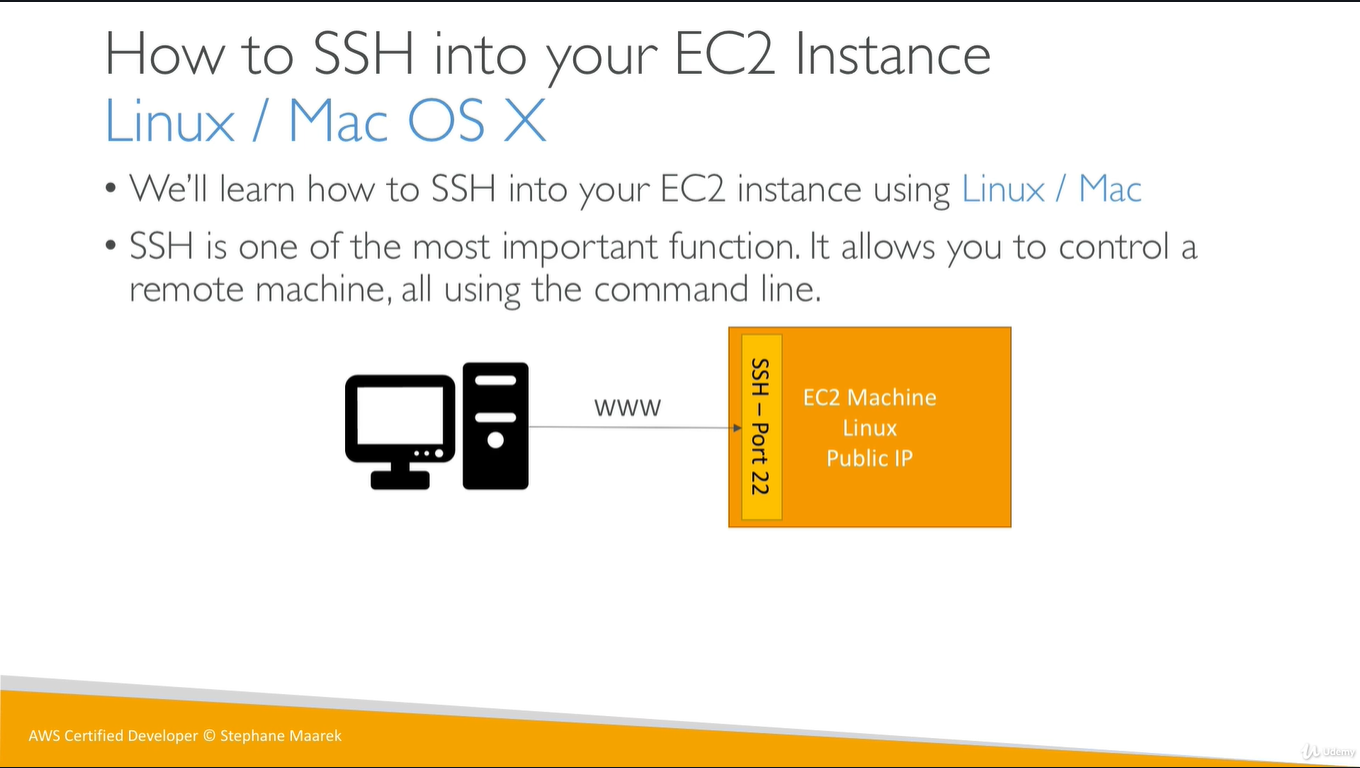 How to SSH into your EC2 Instance
Linux / Mac OS X
• We'll learn how to SSH into your EC2 instance using Linux / Mac
• SSH is one of the most important function. It allows you to control a
remote machine, all using the command line.
WWW
SSH – Port 22
EC2 Machine
Linux
Public IP
AWS Certified Developer © Stephane Maarek
Udemy